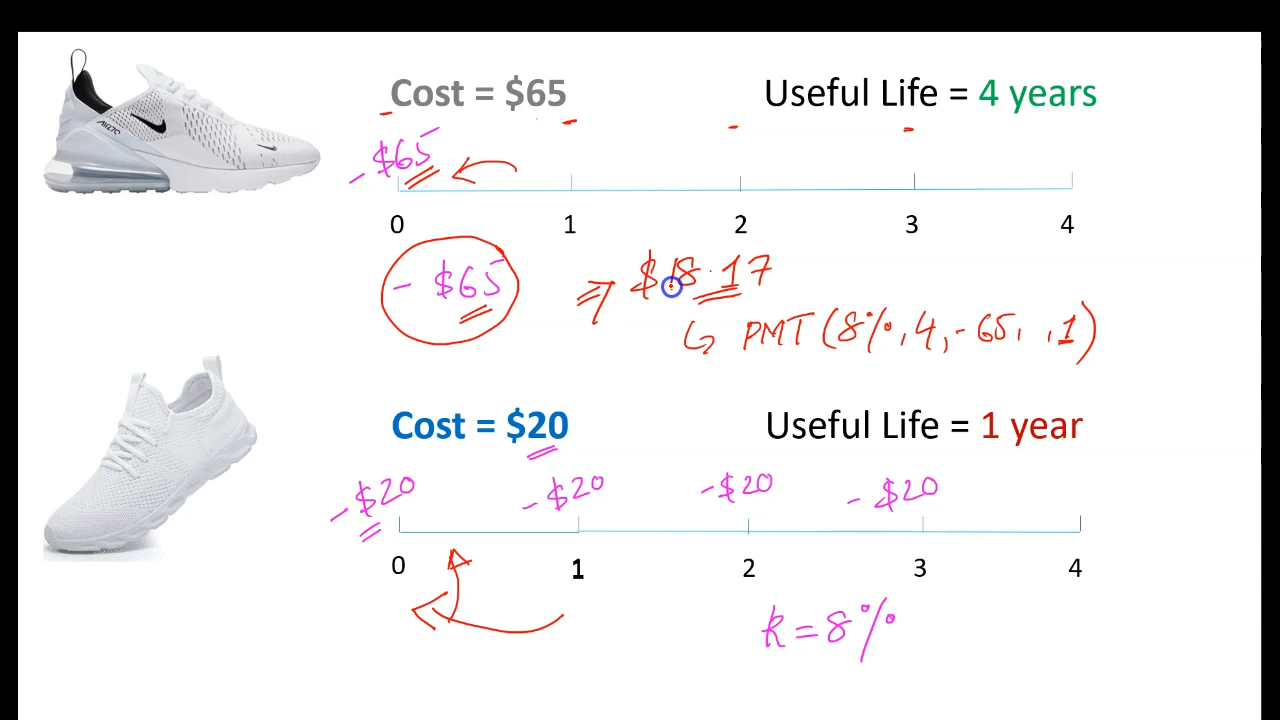 Cost = $65 Useful Life = 4 years
- $65
0 1 2 3 4
- $65 ⇒ $18.17
↳ PMT (8%, 4, -65, , 1)
Cost = $20 Useful Life = 1 year
- $20 - $20 - $20 - $20
0 1 2 3 4
k = 8%